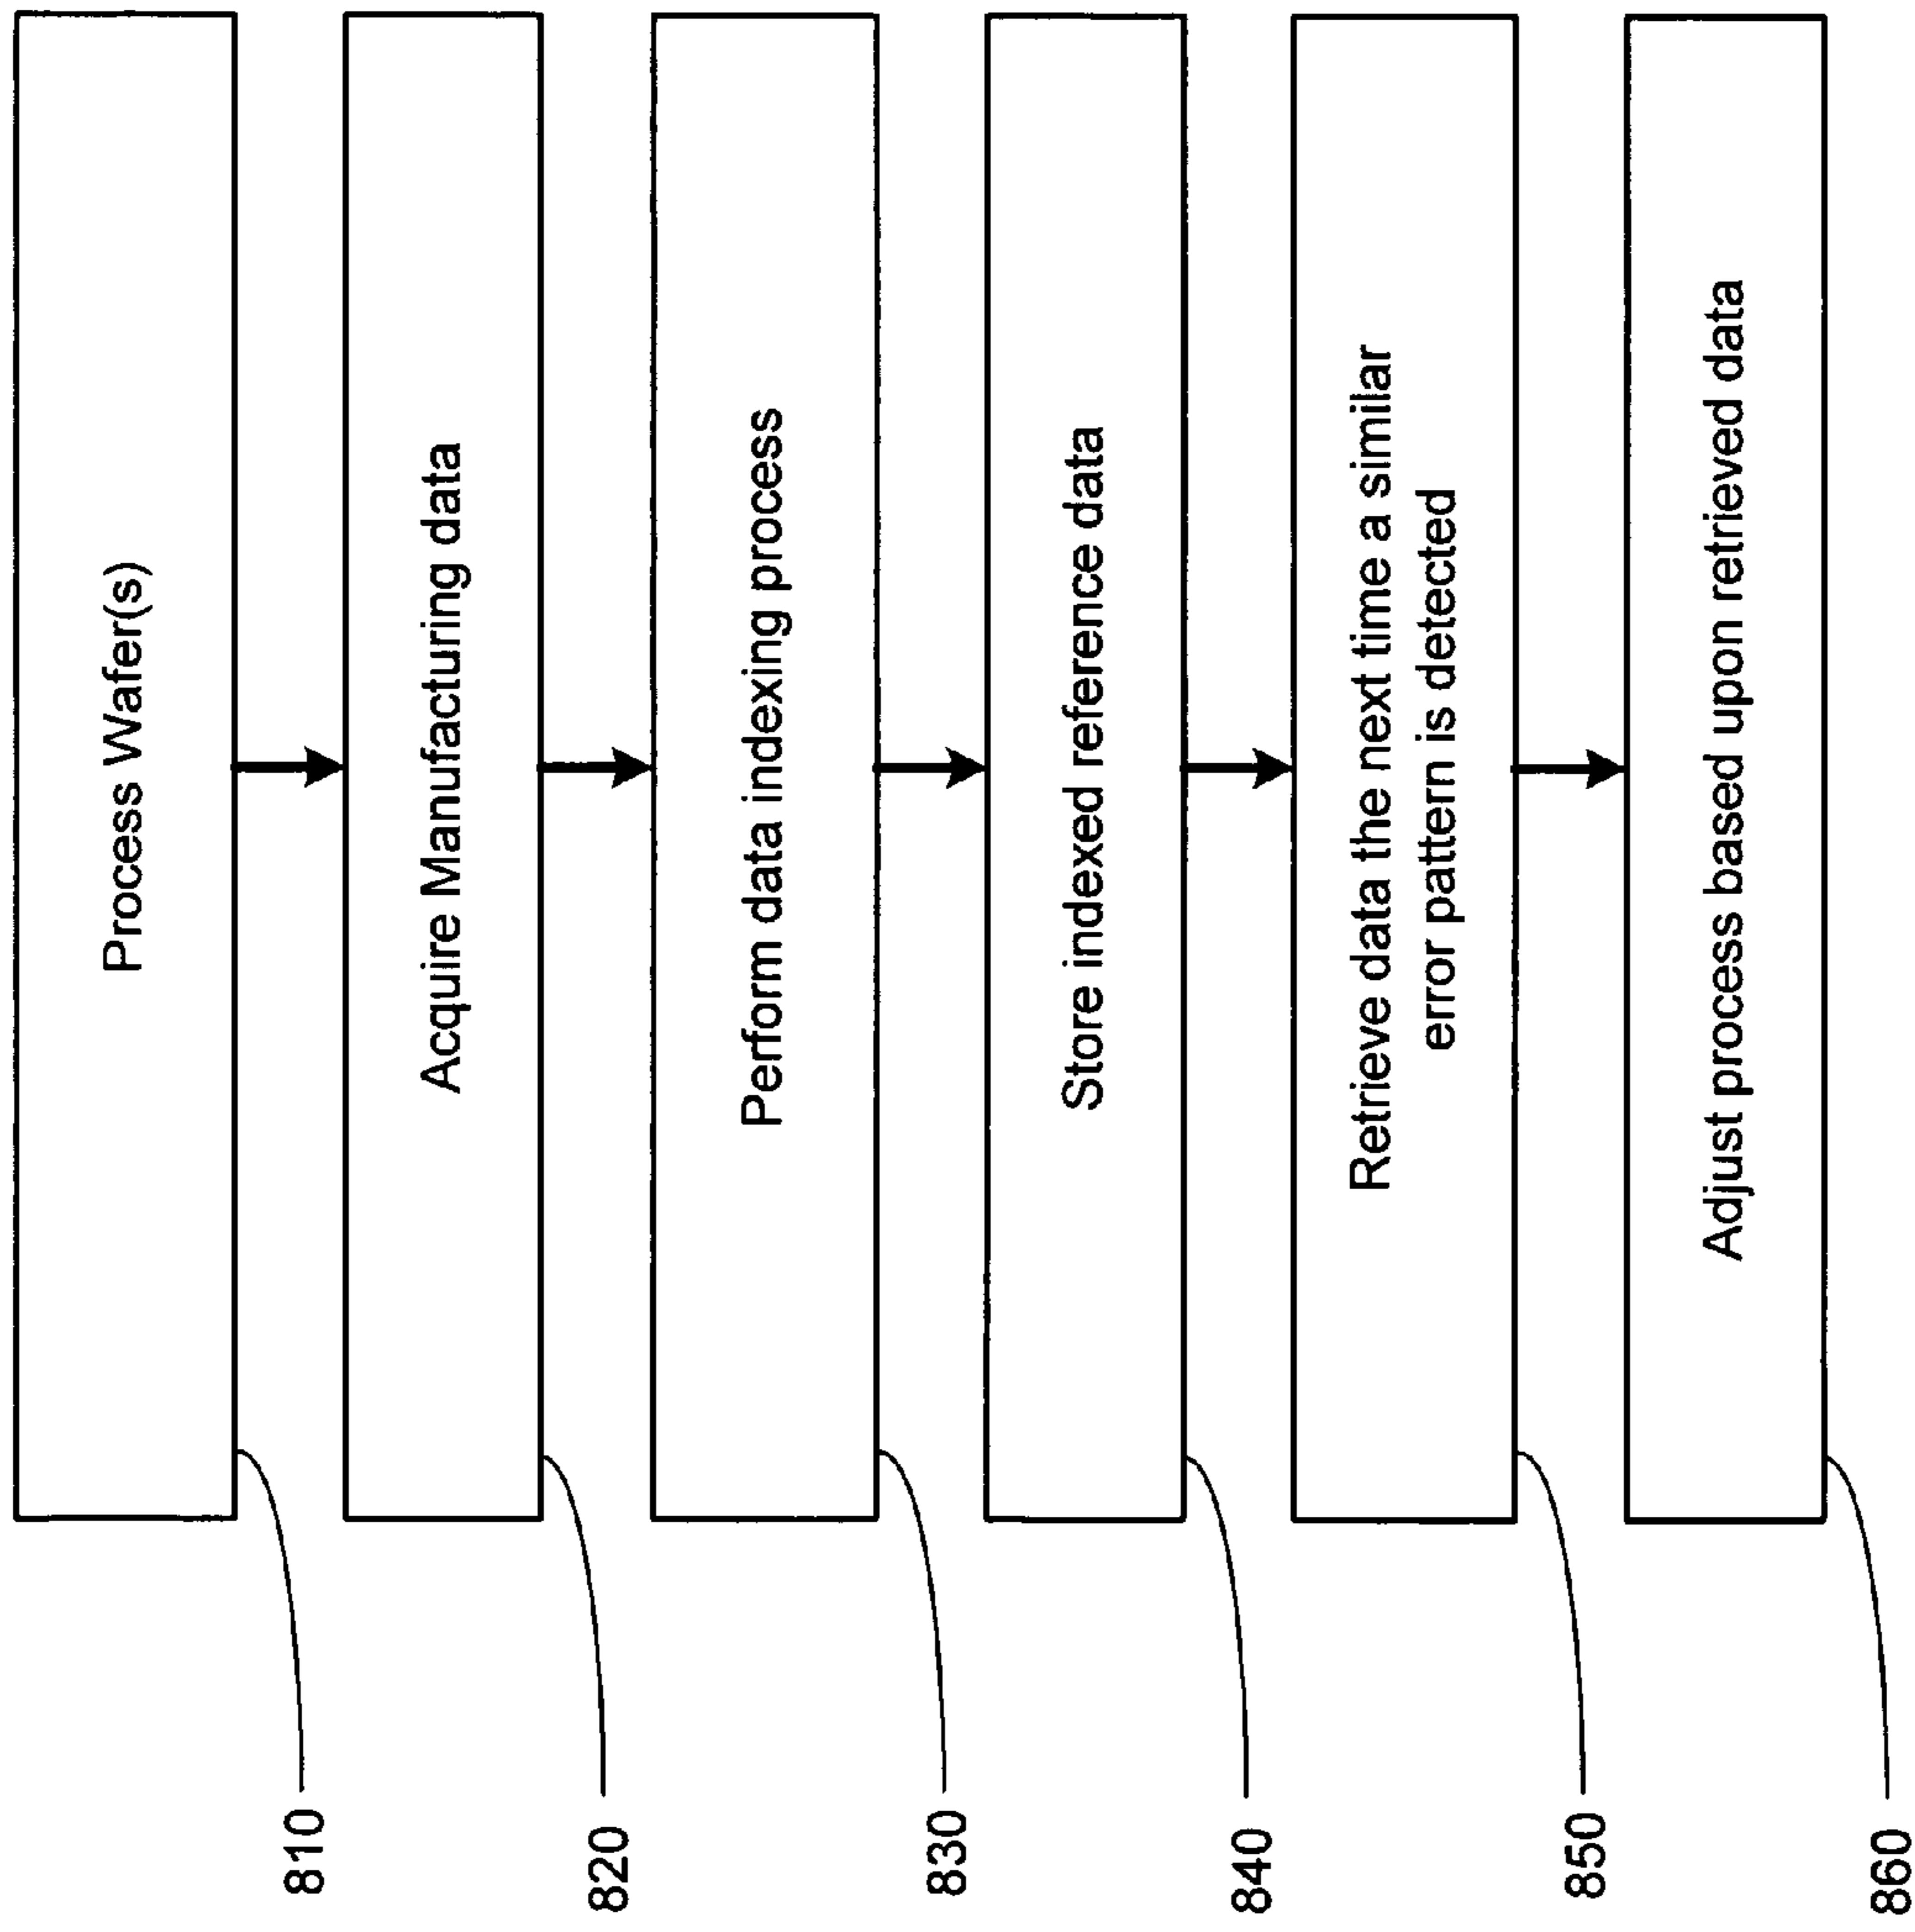 Process Wafer(s)
810
Acquire Manufacturing data
820
Perform data indexing process
830
Store indexed reference data
840
Retrieve data the next time a similar
error pattern is detected
850
Adjust process based upon retrieved data
860